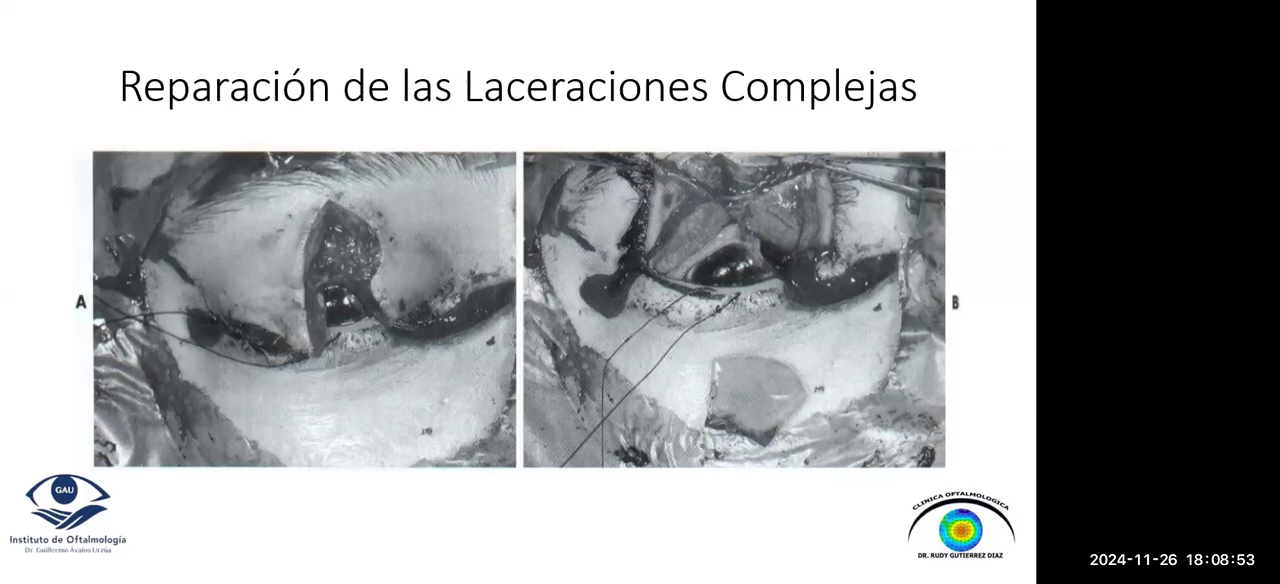 Reparación de las Laceraciones Complejas
A
B
GAU
Instituto de Oftalmología
Dr. Guillermo Avalos Urzúa
CLINICA OFTALMOLOGICA
DR. RUDY GUTIERREZ DIAZ
2024-11-26 18:08:53